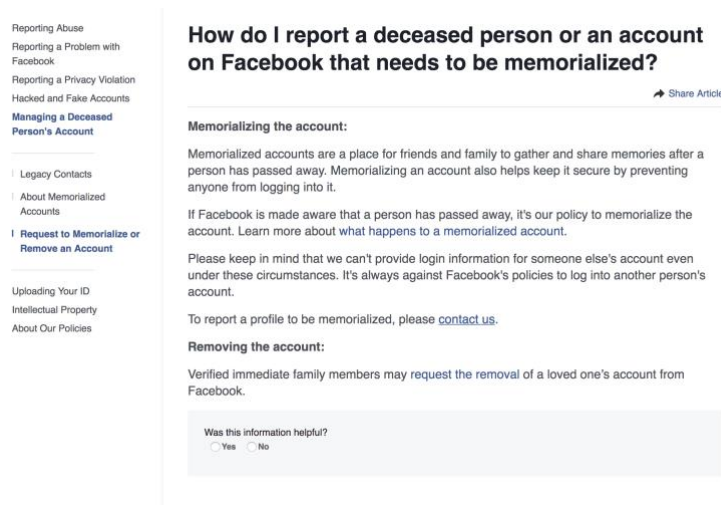 Reporting Abuse
Reporting a Problem with
Facebook
Reporting a Privacy Violation
Hacked and Fake Accounts
Managing a Deceased
Person's Account
Legacy Contacts
About Memorialized
Accounts
Request to Memorialize or
Remove an Account
Uploading Your ID
Intellectual Property
About Our Policies
How do I report a deceased person or an account
on Facebook that needs to be memorialized?
Share Article
Memorializing the account:
Memorialized accounts are a place for friends and family to gather and share memories after a
person has passed away. Memorializing an account also helps keep it secure by preventing
anyone from logging into it.
If Facebook is made aware that a person has passed away, it's our policy to memorialize the
account. Learn more about what happens to a memorialized account.
Please keep in mind that we can't provide login information for someone else's account even
under these circumstances. It's always against Facebook's policies to log into another person's
account.
To report a profile to be memorialized, please contact us.
Removing the account:
Verified immediate family members may request the removal of a loved one's account from
Facebook.
Was this information helpful?
Yes No